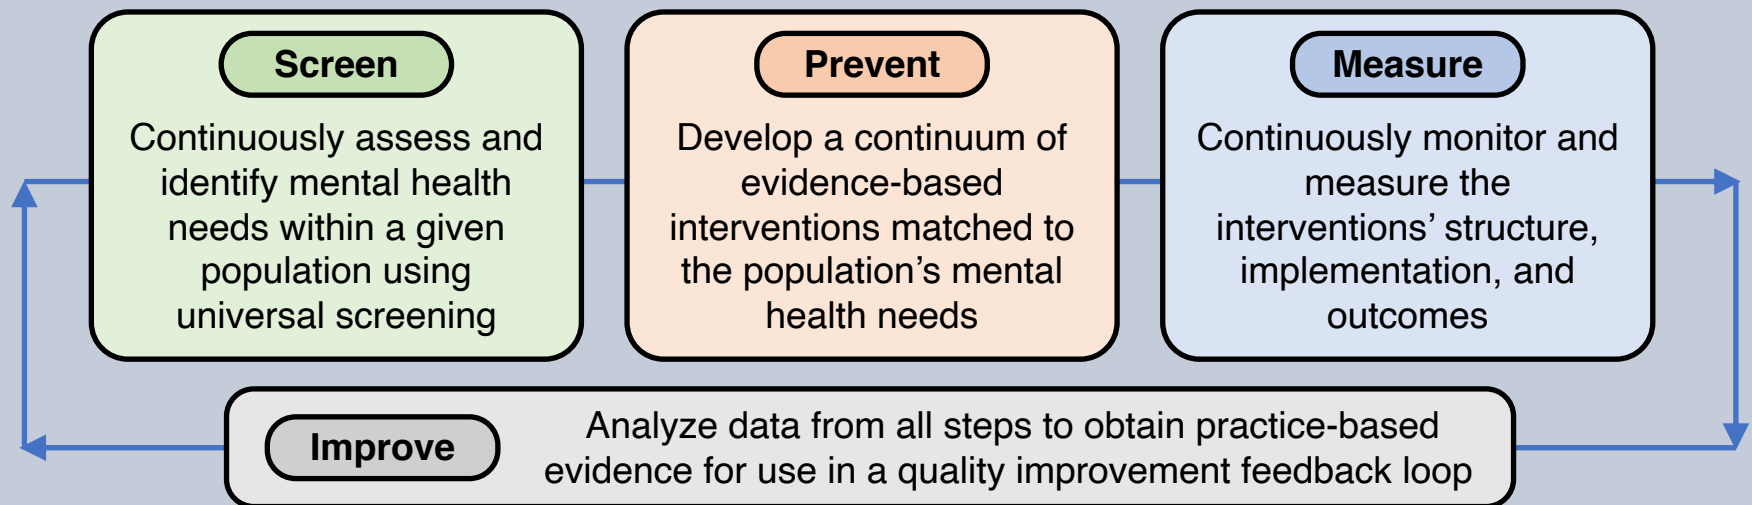 Screen
Continuously assess and
identify mental health
needs within a given
population using
universal screening
Prevent
Develop a continuum of
evidence-based
interventions matched to
the population’s mental
health needs
Measure
Continuously monitor and
measure the
interventions’ structure,
implementation, and
outcomes
Improve
Analyze data from all steps to obtain practice-based
evidence for use in a quality improvement feedback loop